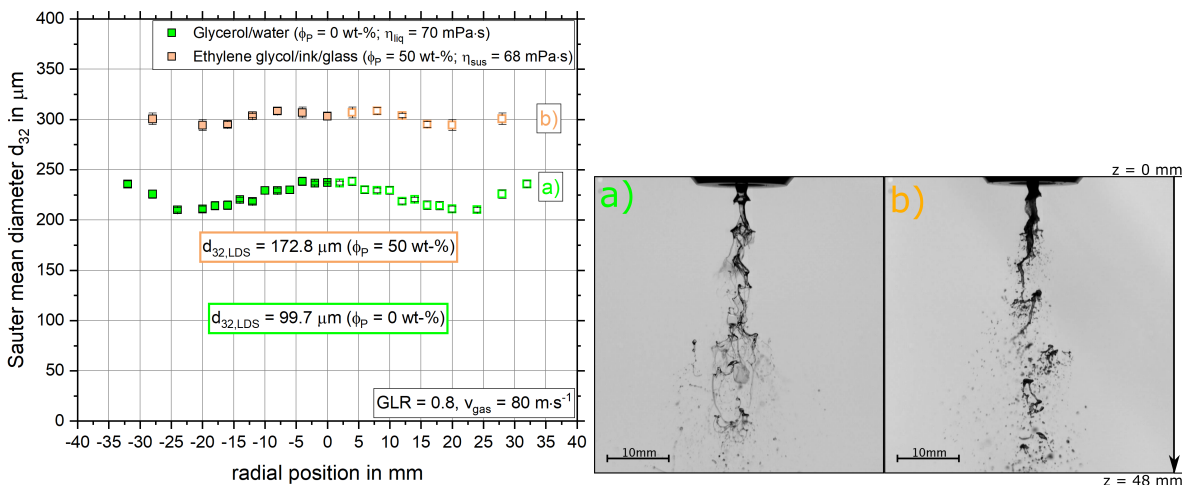 400
350
300
250
200
150
100
50
0
Sauter mean diameter d32 in μm
Glycerol/water (ϕP = 0 wt-%; ηliq = 70 mPa·s)
Ethylene glycol/ink/glass (ϕP = 50 wt-%; ηsus = 68 mPa·s)
b)
a)
d32,LDS = 172.8 μm (ϕP = 50 wt-%)
d32,LDS = 99.7 μm (ϕP = 0 wt-%)
GLR = 0.8, vgas = 80 m·s-1
-40 -35 -30 -25 -20 -15 -10 -5 0 5 10 15 20 25 30 35 40
radial position in mm
z = 0 mm
a)
b)
10mm
10mm
z = 48 mm